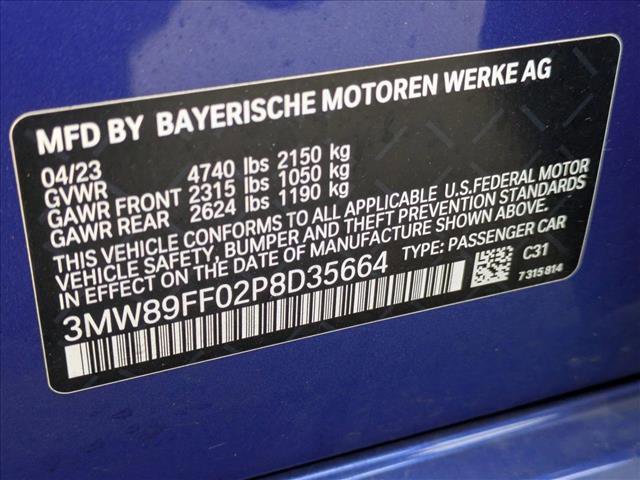 MFD BY BAYERISCHE MOTOREN WERKE AG
04/23
GVWR 4740 lbs 2150 kg
GAWR FRONT 2315 lbs 1050 kg
GAWR REAR 2624 lbs 1190 kg
THIS VEHICLE CONFORMS TO ALL APPLICABLE U.S.FEDERAL MOTOR
VEHICLE SAFETY, BUMPER AND THEFT PREVENTION STANDARDS
IN EFFECT ON THE DATE OF MANUFACTURE SHOWN ABOVE.
3MW89FF02P8D35664 TYPE: PASSENGER CAR
C31
7315814